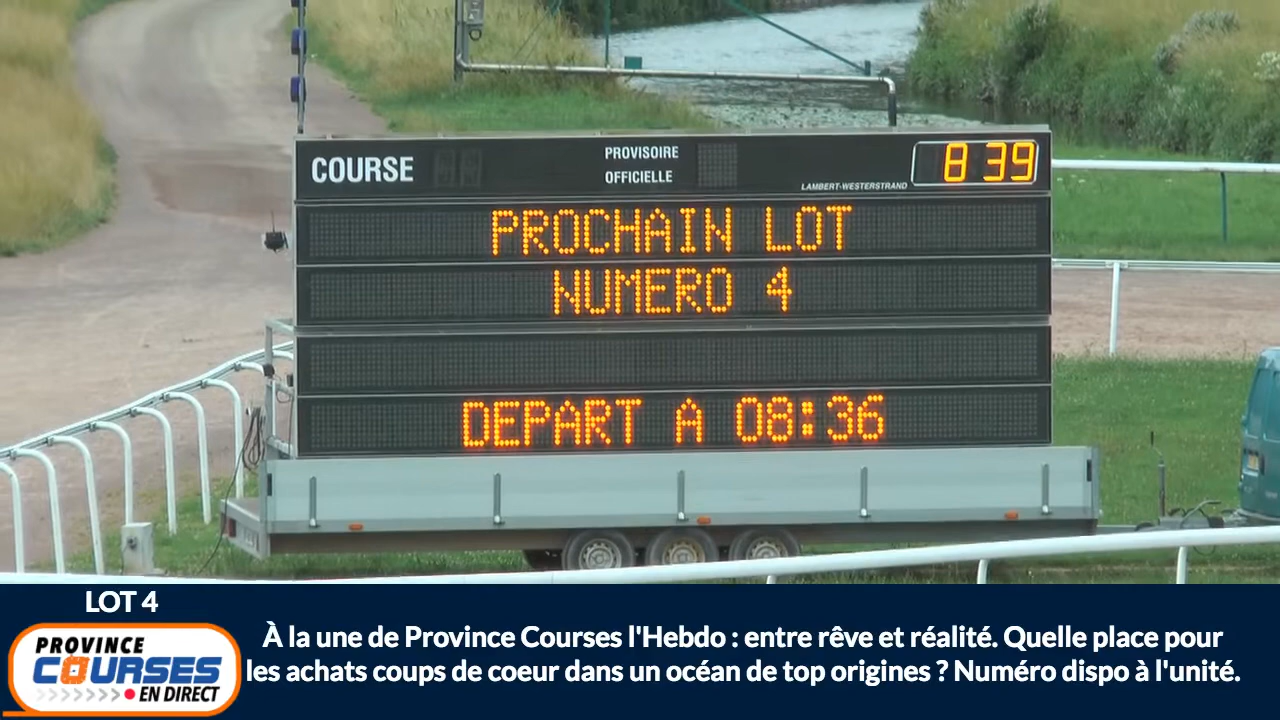 COURSE
PROVISOIRE
OFFICIELLE
LAMBERT-WESTERSTRAND
8 39
PROCHAIN LOT
NUMERO 4
DEPART A 08:36
LOT 4
PROVINCE
COURSES
EN DIRECT
À la une de Province Courses l'Hebdo : entre rêve et réalité. Quelle place pour
les achats coups de coeur dans un océan de top origines ? Numéro dispo à l'unité.